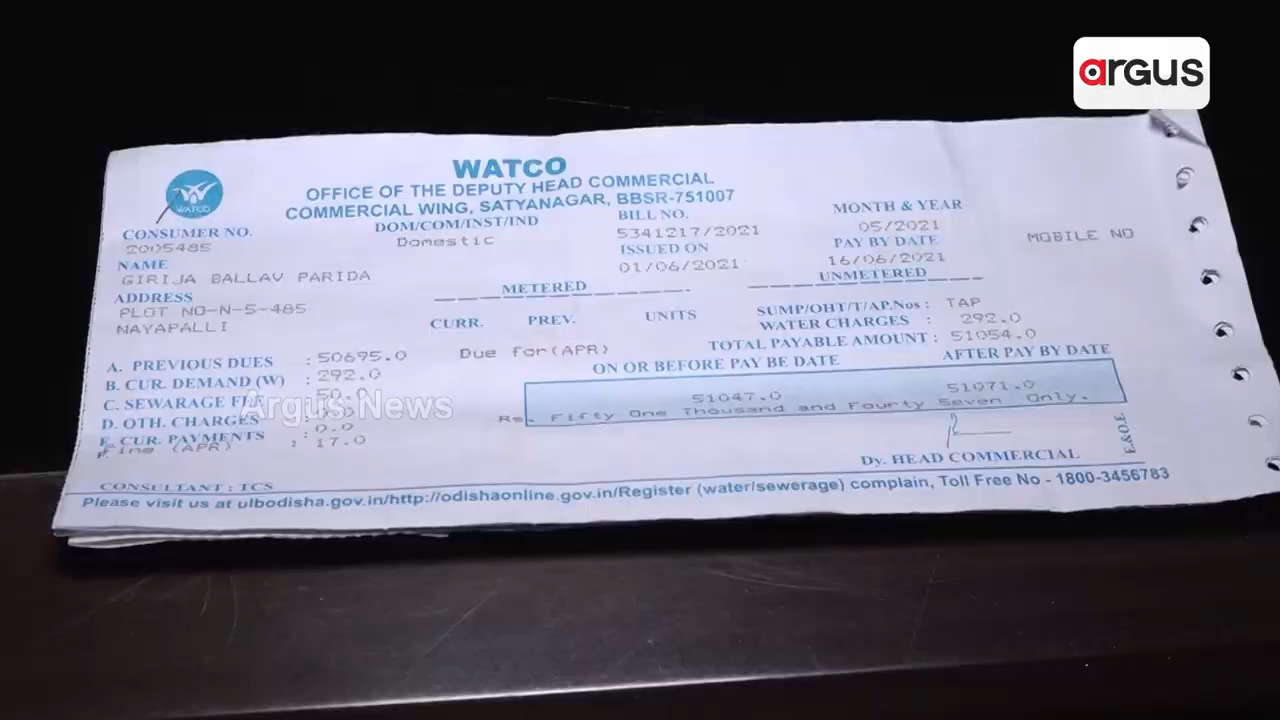 argus
WATCO
OFFICE OF THE DEPUTY HEAD COMMERCIAL
COMMERCIAL WING, SATYANAGAR, BBSR-751007
WATCO
CONSUMER NO. DOM/COM/INST/IND BILL NO. MONTH & YEAR
2005485 Domestic 5341217/2021 05/2021 MOBILE NO
NAME ISSUED ON PAY BY DATE
GIRIJA BALLAV PARIDA 01/06/2021 16/06/2021
ADDRESS METERED UNMETERED
PLOT NO-N-5-485
NAYAPALLI CURR. PREV. UNITS SUMP/OHT/T/AP.Nos : TAP
WATER CHARGES : 292.0
TOTAL PAYABLE AMOUNT : 51054.0
A. PREVIOUS DUES : 50695.0 Due for(APR) ON OR BEFORE PAY BE DATE AFTER PAY BY DATE
B. CUR. DEMAND (W) : 292.0
C. SEWARAGE FEE : 50.0 51047.0 51071.0
D. OTH. CHARGES : 0.0 Rs. Fifty One Thousand and Fourty Seven Only.
E. CUR. PAYMENTS : 0.0
F. Fine (APR) : 17.0
Argus News
Dy. HEAD COMMERCIAL
E.&O.E.
CONSULTANT : TCS
Please visit us at ulbodisha.gov.in/http://odishaonline.gov.in/Register (water/sewerage) complain, Toll Free No - 1800-3456783